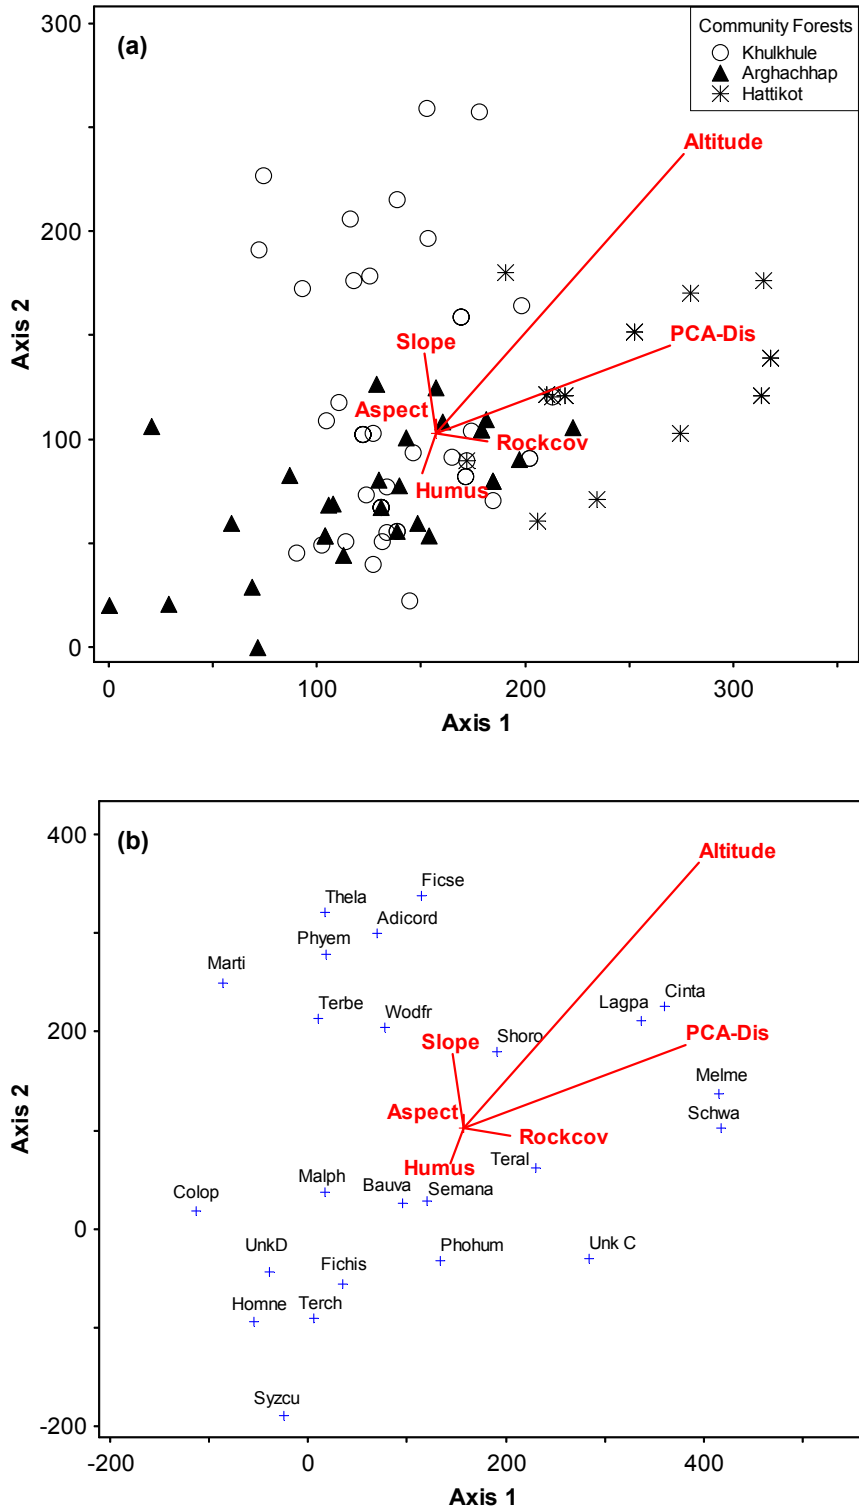 300
(a)
Community Forests
Khulkhule
Arghachhap
Hattikot
Altitude
200
Axis 2
PCA-Dis
Slope
Aspect
100
Rockcov
Humus
0
0 100 200 300
Axis 1
400
(b)
Altitude
Ficse
Thela
Adicord
Phyem
Marti
Cinta
Lagpa
Terbe
Wodfr
200
Shoro
PCA-Dis
Slope
Axis 2
Melme
Aspect
Schwa
Rockcov
Teral
Humus
Malph
Bauva
Semana
Colop
0
UnkD
Phohum
Unk C
Fichis
Homne
Terch
Syzcu
-200
-200 0 200 400
Axis 1